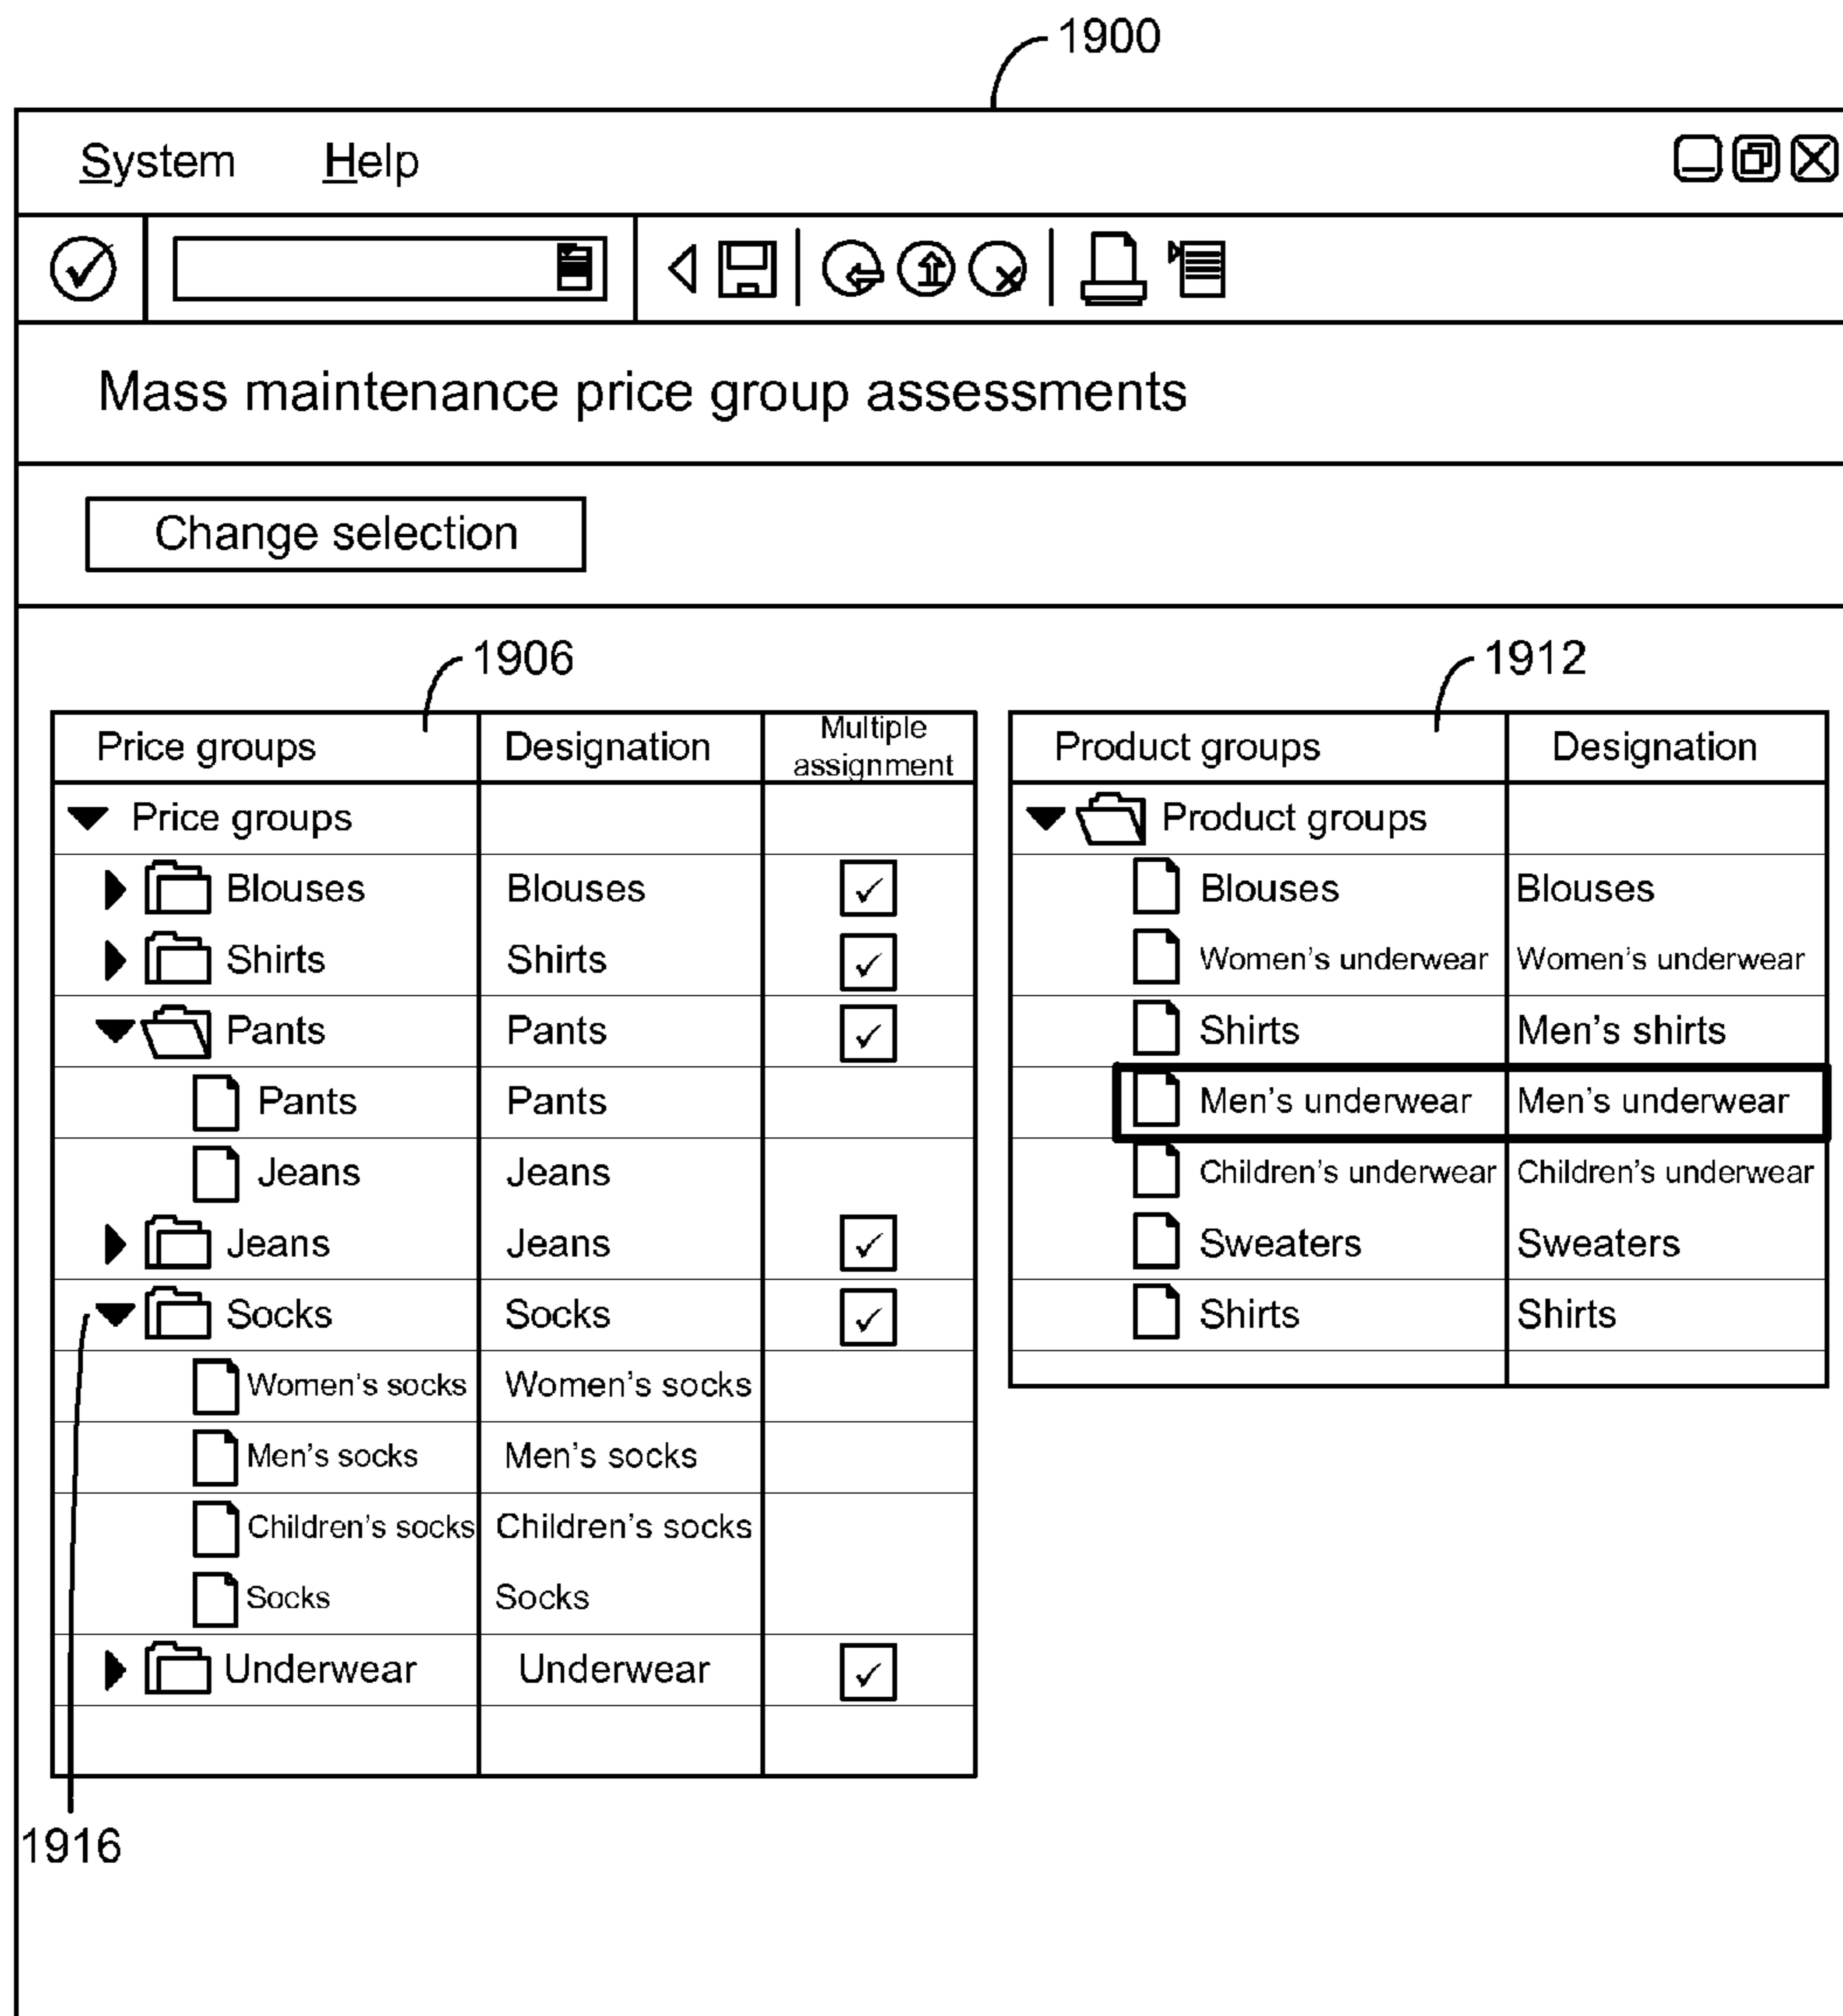 1900
System Help
Mass maintenance price group assessments
Change selection
1906
Price groups Designation Multiple assignment
Price groups
Blouses Blouses
Shirts Shirts
Pants Pants
Pants Pants
Jeans Jeans
Jeans Jeans
Socks Socks
Women's socks Women's socks
Men's socks Men's socks
Children's socks Children's socks
Socks Socks
Underwear Underwear
1916
1912
Product groups Designation
Product groups
Blouses Blouses
Women's underwear Women's underwear
Shirts Men's shirts
Men's underwear Men's underwear
Children's underwear Children's underwear
Sweaters Sweaters
Shirts Shirts